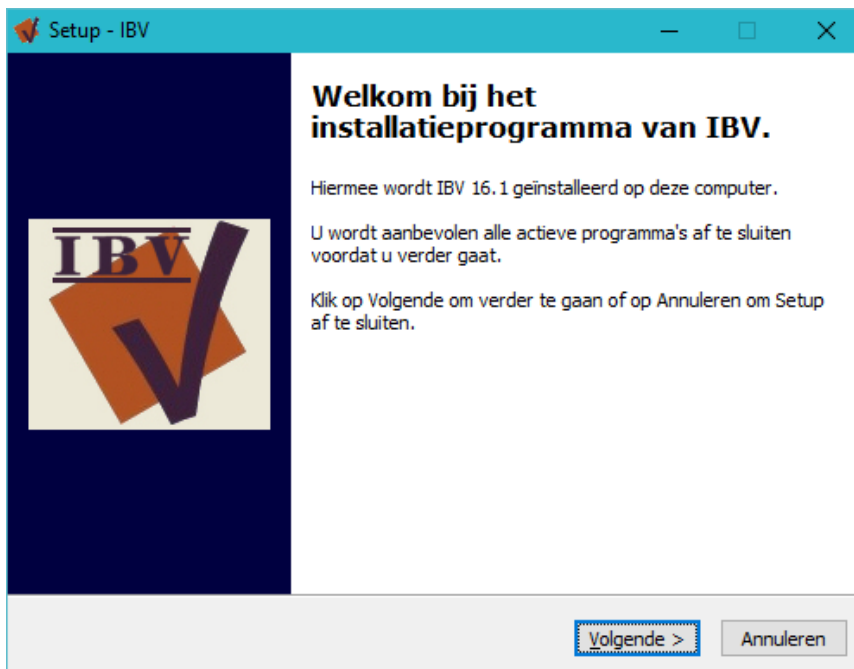 Setup - IBV
Welkom bij het
installatieprogramma van IBV.
Hiermee wordt IBV 16.1 geïnstalleerd op deze computer.
U wordt aanbevolen alle actieve programma's af te sluiten
voordat u verder gaat.
Klik op Volgende om verder te gaan of op Annuleren om Setup
af te sluiten.
IBV
Volgende >
Annuleren